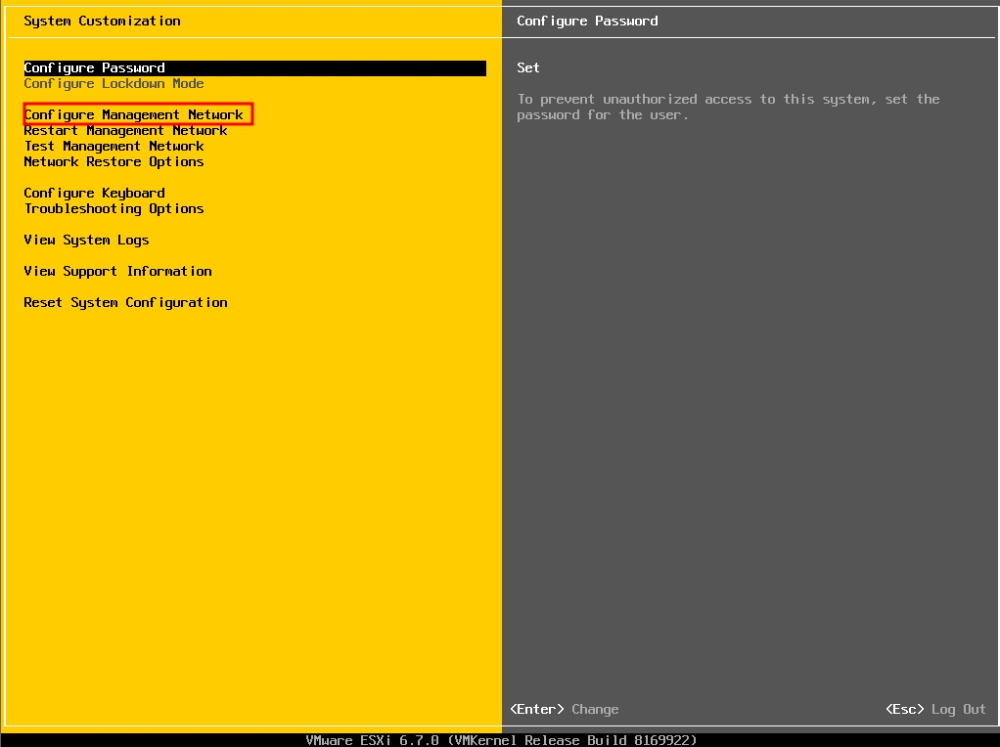 System Customization
Configure Password
Configure Lockdown Mode
Configure Management Network
Restart Management Network
Test Management Network
Network Restore Options
Configure Keyboard
Troubleshooting Options
View System Logs
View Support Information
Reset System Configuration
Configure Password
Set
To prevent unauthorized access to this system, set the
password for the user.
<Enter> Change
<Esc> Log Out
VMware ESXi 6.7.0 (VMKernel Release Build 8169922)